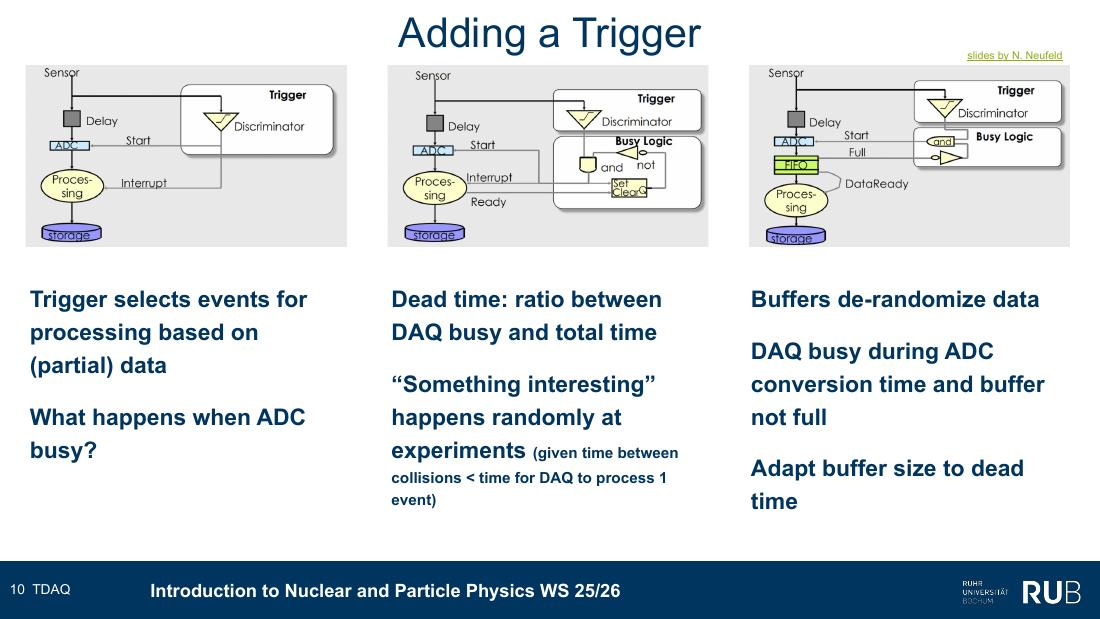 Adding a Trigger
slides by N. Neufeld
Sensor
Trigger
Delay
Discriminator
ADC
Start
Proces-
sing
Interrupt
storage
Sensor
Trigger
Delay
Discriminator
Busy Logic
ADC
Start
and
not
Proces-
sing
Interrupt
Set
ClearQ
Ready
storage
Sensor
Trigger
Delay
Discriminator
Start
Busy Logic
ADC
and
Full
FIFO
DataReady
Proces-
sing
storage
Trigger selects events for
processing based on
(partial) data
What happens when ADC
busy?
Dead time: ratio between
DAQ busy and total time
“Something interesting”
happens randomly at
experiments (given time between
collisions < time for DAQ to process 1
event)
Buffers de-randomize data
DAQ busy during ADC
conversion time and buffer
not full
Adapt buffer size to dead
time
10 TDAQ
Introduction to Nuclear and Particle Physics WS 25/26
RUHR
UNIVERSITÄT
BOCHUM
RUB